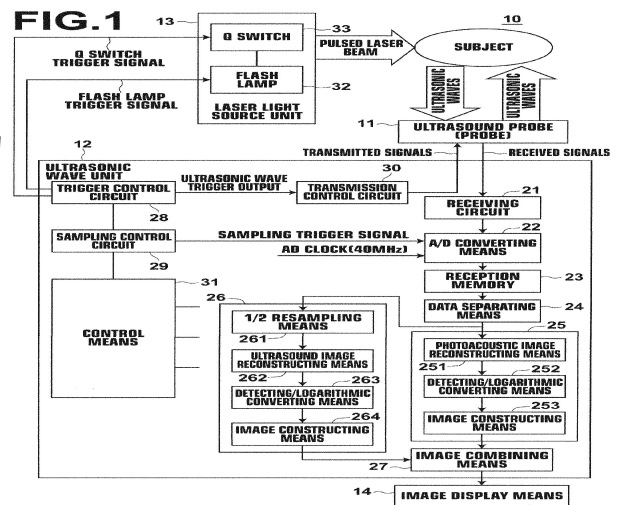 FIG.1
13
33
10
Q SWITCH
Q SWITCH
TRIGGER SIGNAL
PULSED LASER
BEAM
SUBJECT
FLASH
LAMP
32
FLASH LAMP
TRIGGER SIGNAL
LASER LIGHT
SOURCE UNIT
ULTRASONIC
WAVES
ULTRASONIC
WAVES
11
ULTRASOUND PROBE
(PROBE)
12
TRANSMITTED SIGNALS
RECEIVED SIGNALS
ULTRASONIC
WAVE UNIT
30
TRIGGER CONTROL
CIRCUIT
28
ULTRASONIC WAVE
TRIGGER OUTPUT
TRANSMISSION
CONTROL CIRCUIT
21
RECEIVING
CIRCUIT
22
SAMPLING CONTROL
CIRCUIT
29
SAMPLING TRIGGER SIGNAL
AD CLOCK(40MHz)
A/D CONVERTING
MEANS
RECEPTION
MEMORY
23
31
CONTROL
MEANS
DATA SEPARATING
MEANS
24
26
1/2 RESAMPLING
MEANS
261
ULTRASOUND IMAGE
RECONSTRUCTING MEANS
262
263
DETECTING/LOGARITHMIC
CONVERTING MEANS
264
IMAGE CONSTRUCTING
MEANS
25
PHOTOACOUSTIC IMAGE
RECONSTRUCTING MEANS
251
252
DETECTING/LOGARITHMIC
CONVERTING MEANS
253
IMAGE CONSTRUCTING
MEANS
IMAGE COMBINING
MEANS
27
14
IMAGE DISPLAY MEANS